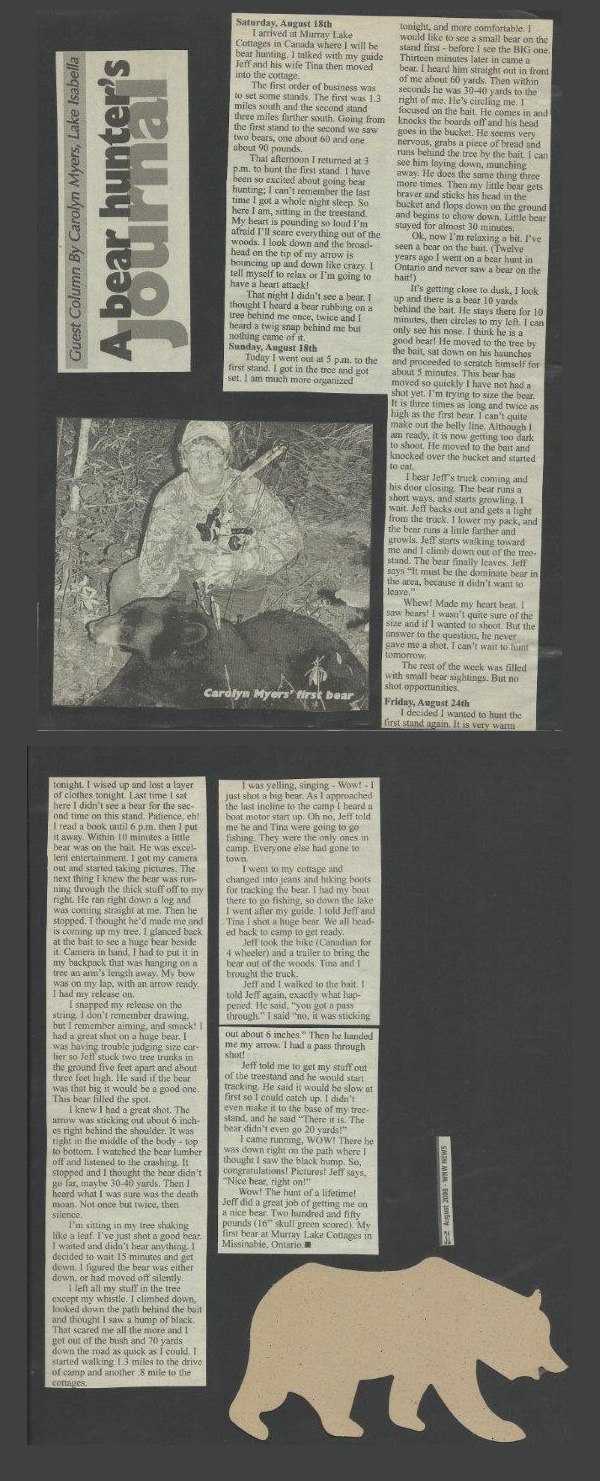 Guest Column By Carolyn Myers, Lake Isabella
A bear hunter's
Journal
Saturday, August 18th
I arrived at Murray Lake
Cottages in Canada where I will be
bear hunting. I talked with my guide
Jeff and his wife Tina then moved
into the cottage.
The first order of business was
to set some stands. The first was 1.3
miles south and the second stand
three miles farther south. Going from
the first stand to the second we saw
two bears, one about 60 and one
about 90 pounds.
That afternoon I returned at 3
p.m. to hunt the first stand. I have
been so excited about going bear
hunting; I can't remember the last
time I got a whole night sleep. So
here I am, sitting in the treestand.
My heart is pounding so loud I'm
afraid I'll scare everything out of the
woods. I look down and the broad-
head on the tip of my arrow is
bouncing up and down like crazy. I
tell myself to relax or I'm going to
have a heart attack!
That night I didn't see a bear. I
thought I heard a bear rubbing on a
tree behind me once, twice and I
heard a twig snap behind me but
nothing came of it.
Sunday, August 18th
Today I went out at 5 p.m. to the
first stand. I got in the tree and got
set. I am much more organized
tonight, and more comfortable. I
would like to see a small bear on the
stand first - before I see the BIG one.
Thirteen minutes later in came a
bear. I heard him straight out in front
of me about 60 yards. Then within
seconds he was 30-40 yards to the
right of me. He's circling me. I
focused on the bait. He comes in and
knocks the boards off and his head
goes in the bucket. He seems very
nervous, grabs a piece of bread and
runs behind the tree by the bait. I can
see him laying down, munching
away. He does the same thing three
more times. Then my little bear gets
braver and sticks his head in the
bucket and flops down on the ground
and begins to chow down. Little bear
stayed for almost 30 minutes.
Ok, now I'm relaxing a bit. I've
seen a bear on the bait. (Twelve
years ago I went on a bear hunt in
Ontario and never saw a bear on the
bait!)
It's getting close to dusk, I look
up and there is a bear 10 yards
behind the bait. He stays there for 10
minutes, then circles to my left. I can
only see his nose. I think he is a
good bear! He moved to the tree by
the bait, sat down on his haunches
and proceeded to scratch himself for
about 5 minutes. This bear has
moved so quickly I have not had a
shot yet. I'm trying to size the bear.
It is three times as long and twice as
high as the first bear. I can't quite
make out the belly line. Although I
am ready, it is now getting too dark
to shoot. He moved to the bait and
knocked over the bucket and started
to eat.
I hear Jeff's truck coming and
his door closing. The bear runs a
short ways, and starts growling. I
wait. Jeff backs out and gets a light
from the truck. I lower my pack, and
the bear runs a little farther and
growls. Jeff starts walking toward
me and I climb down out of the tree-
stand. The bear finally leaves. Jeff
says "It must be the dominate bear in
the area, because it didn't want to
leave."
Whew! Made my heart beat. I
saw bears! I wasn't quite sure of the
size and if I wanted to shoot. But the
answer to the question, he never
gave me a shot. I can't wait to hunt
tomorrow.
The rest of the week was filled
with small bear sightings. But no
shot opportunities.
Friday, August 24th
I decided I wanted to hunt the
first stand again. It is very warm
Carolyn Myers' first bear
tonight. I wised up and lost a layer
of clothes tonight. Last time I sat
here I didn't see a bear for the sec-
ond time on this stand. Patience, eh!
I read a book until 6 p.m. then I put
it away. Within 10 minutes a little
bear was on the bait. He was excel-
lent entertainment. I got my camera
out and started taking pictures. The
next thing I knew the bear was run-
ning through the thick stuff off to my
right. He ran right down a log and
was coming straight at me. Then he
stopped. I thought he'd made me and
is coming up my tree. I glanced back
at the bait to see a huge bear beside
it. Camera in hand, I had to put it in
my backpack that was hanging on a
tree an arm's length away. My bow
was on my lap, with an arrow ready.
I had my release on.
I snapped my release on the
string. I don't remember drawing,
but I remember aiming, and smack! I
had a great shot on a huge bear. I
was having trouble judging size ear-
lier so Jeff stuck two tree trunks in
the ground five feet apart and about
three feet high. He said if the bear
was that big it would be a good one.
This bear filled the spot.
I knew I had a great shot. The
arrow was sticking out about 6 inch-
es right behind the shoulder. It was
right in the middle of the body - top
to bottom. I watched the bear lumber
off and listened to the crashing. It
stopped and I thought the bear didn't
go far, maybe 30-40 yards. Then I
heard what I was sure was the death
moan. Not once but twice, then
silence.
I'm sitting in my tree shaking
like a leaf. I've just shot a good bear.
I waited and didn't hear anything. I
decided to wait 15 minutes and get
down. I figured the bear was either
down, or had moved off silently.
I left all my stuff in the tree
except my whistle. I climbed down,
looked down the path behind the bait
and thought I saw a hump of black.
That scared me all the more and I
got out of the bush and 70 yards
down the road as quick as I could. I
started walking 1.3 miles to the drive
of camp and another .8 mile to the
cottages.
I was yelling, singing - Wow! - I
just shot a big bear. As I approached
the last incline to the camp I heard a
boat motor start up. Oh no, Jeff told
me he and Tina were going to go
fishing. They were the only ones in
camp. Everyone else had gone to
town.
I went to my cottage and
changed into jeans and hiking boots
for tracking the bear. I had my boat
there to go fishing, so down the lake
I went after my guide. I told Jeff and
Tina I shot a huge bear. We all head-
ed back to camp to get ready.
Jeff took the bike (Canadian for
4 wheeler) and a trailer to bring the
bear out of the woods. Tina and I
brought the truck.
Jeff and I walked to the bait. I
told Jeff again, exactly what hap-
pened. He said, "you got a pass
through." I said "no, it was sticking
out about 6 inches." Then he handed
me my arrow. I had a pass through
shot!
Jeff told me to get my stuff out
of the treestand and he would start
tracking. He said it would be slow at
first so I could catch up. I didn't
even make it to the base of my tree-
stand, and he said "There it is. The
bear didn't even go 20 yards!"
I came running, WOW! There he
was down right on the path where I
thought I saw the black hump. So,
congratulations! Pictures! Jeff says,
"Nice bear, right on!"
Wow! The hunt of a lifetime!
Jeff did a great job of getting me on
a nice bear. Two hundred and fifty
pounds (16" skull green scored). My
first bear at Murray Lake Cottages in
Missinabie, Ontario.■
August 2008 - WNW NEWS